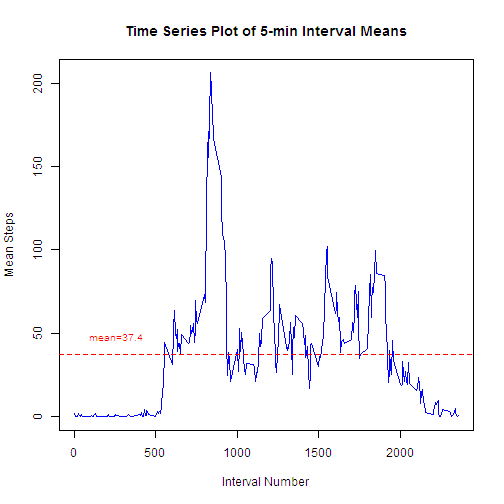 Time Series Plot of 5-min Interval Means
Mean Steps
200
150
100
50
0
mean=37.4
0 500 1000 1500 2000
Interval Number